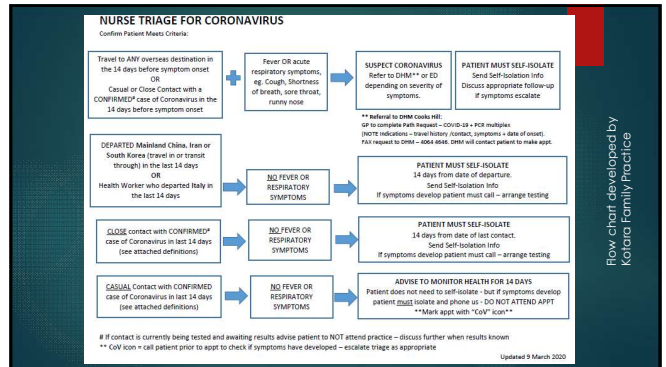 NURSE TRIAGE FOR CORONAVIRUS
Confirm Patient Meets Criteria:
Travel to ANY overseas destination in
the 14 days before symptom onset
OR
Casual or Close Contact with a
CONFIRMED# case of Coronavirus in the
14 days before symptom onset
Fever OR acute
respiratory symptoms,
eg. Cough, Shortness
of breath, sore throat,
runny nose
SUSPECT CORONAVIRUS
Refer to DHM** or ED
depending on severity of
symptoms.
PATIENT MUST SELF-ISOLATE
Send Self-Isolation Info
Discuss appropriate follow-up
if symptoms escalate
** Referral to DHM Cooks Hill:
GP to complete Path Request – COVID-19 + PCR multiples
(NOTE Indications – travel history /contact, symptoms + date of onset).
FAX request to DHM – 4064 4646. DHM will contact patient to make appt.
DEPARTED Mainland China, Iran or
South Korea (travel in or transit
through) in the last 14 days
OR
Health Worker who departed Italy in
the last 14 days
NO FEVER OR
RESPIRATORY
SYMPTOMS
PATIENT MUST SELF-ISOLATE
14 days from date of departure.
Send Self-Isolation Info
If symptoms develop patient must call – arrange testing
CLOSE contact with CONFIRMED#
case of Coronavirus in last 14 days
(see attached definitions)
NO FEVER OR
RESPIRATORY
SYMPTOMS
PATIENT MUST SELF-ISOLATE
14 days from date of last contact.
Send Self-Isolation Info
If symptoms develop patient must call – arrange testing
CASUAL Contact with CONFIRMED
case of Coronavirus in last 14 days
(see attached definitions)
NO FEVER OR
RESPIRATORY
SYMPTOMS
ADVISE TO MONITOR HEALTH FOR 14 DAYS
Patient does not need to self-isolate - but if symptoms develop
patient must isolate and phone us - DO NOT ATTEND APPT
**Mark appt with "CoV" icon**
# If contact is currently being tested and awaiting results advise patient to NOT attend practice – discuss further when results known
** CoV icon = call patient prior to appt to check if symptoms have developed – escalate triage as appropriate
Updated 9 March 2020
Flow chart developed by
Kotara Family Practice